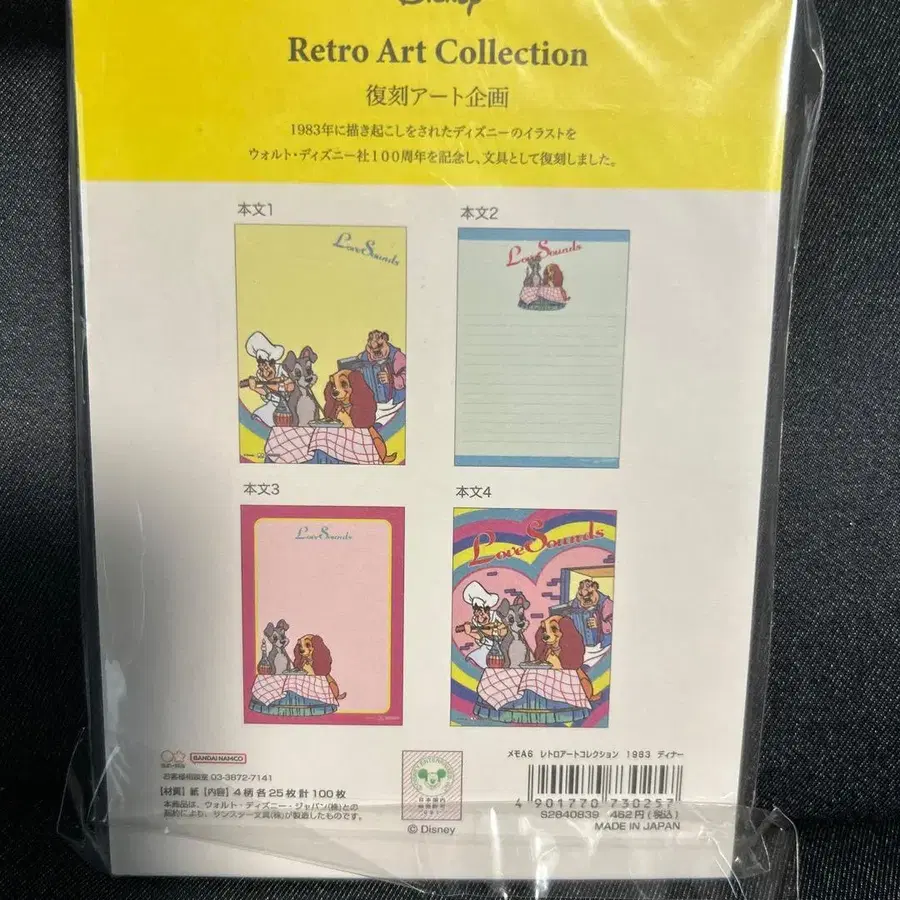 Disney
Retro Art Collection
復刻アート企画
1983年に描き起こしをされたディズニーのイラストを
ウォルト・ディズニー社100周年を記念し、文具として復刻しました。
本文1
本文2
Love Sounds
Love Sounds
本文3
本文4
Love Sounds
Love Sounds
BANDAI NAMCO
メモA6 レトロアートコレクション 1983 ディナー
お客様相談室 03-3872-7141
【材質】紙【内容】4柄各25枚計100枚
本商品は、ウォルト・ディズニー・ジャパン(株)との
契約により、サンスター文具(株)が製造したものです。
日本国内
© Disney
4 901770 730257
S2840839 462円(税込)
MADE IN JAPAN